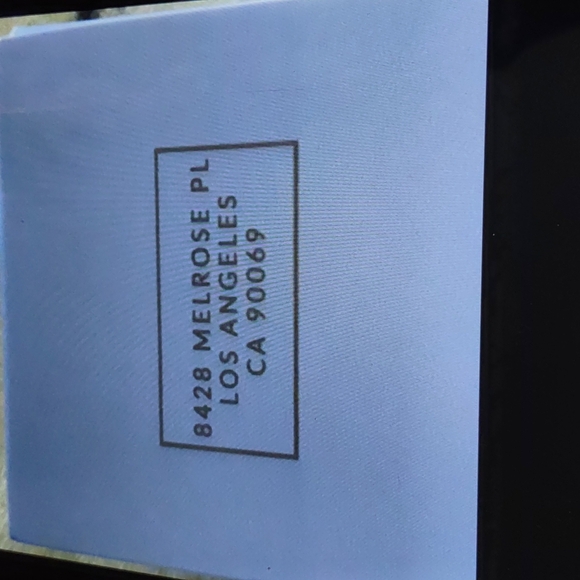 8428 MELROSE PL
LOS ANGELES
CA 90069